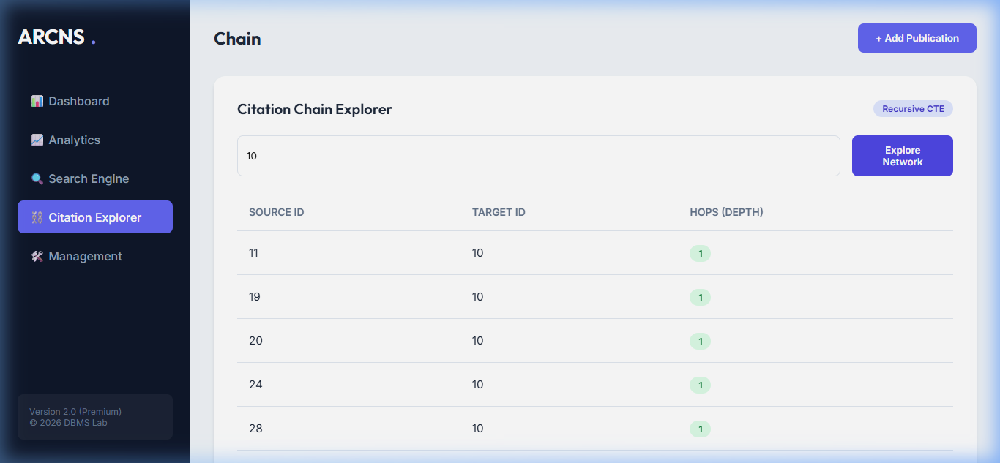 ARCNS .
Dashboard
Analytics
Search Engine
Citation Explorer
Management
Version 2.0 (Premium)
© 2026 DBMS Lab
Chain
+ Add Publication
Citation Chain Explorer
Recursive CTE
10
Explore
Network
SOURCE ID TARGET ID HOPS (DEPTH)
11 10 1
19 10 1
20 10 1
24 10 1
28 10 1